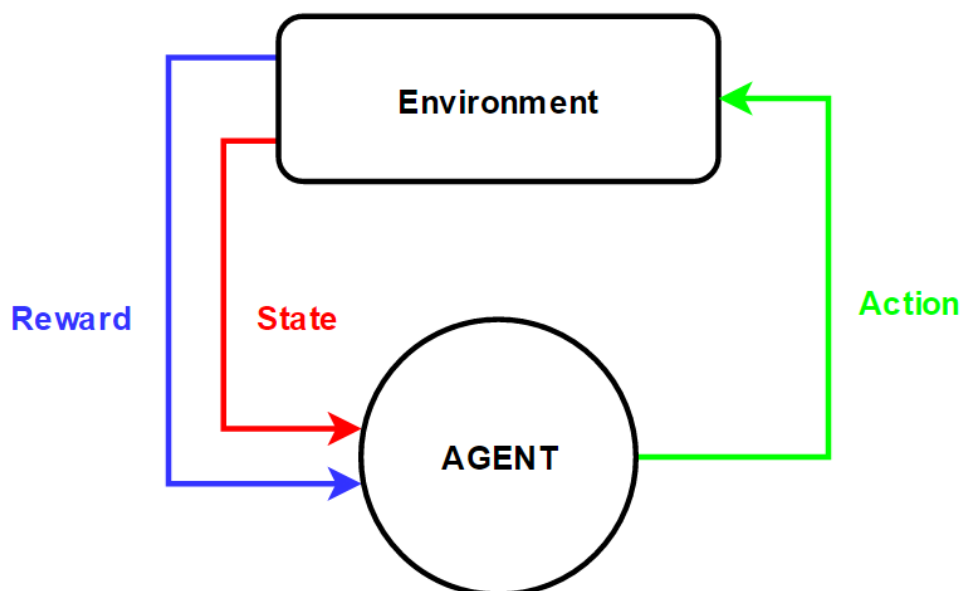 Environment
Reward
State
Action
AGENT